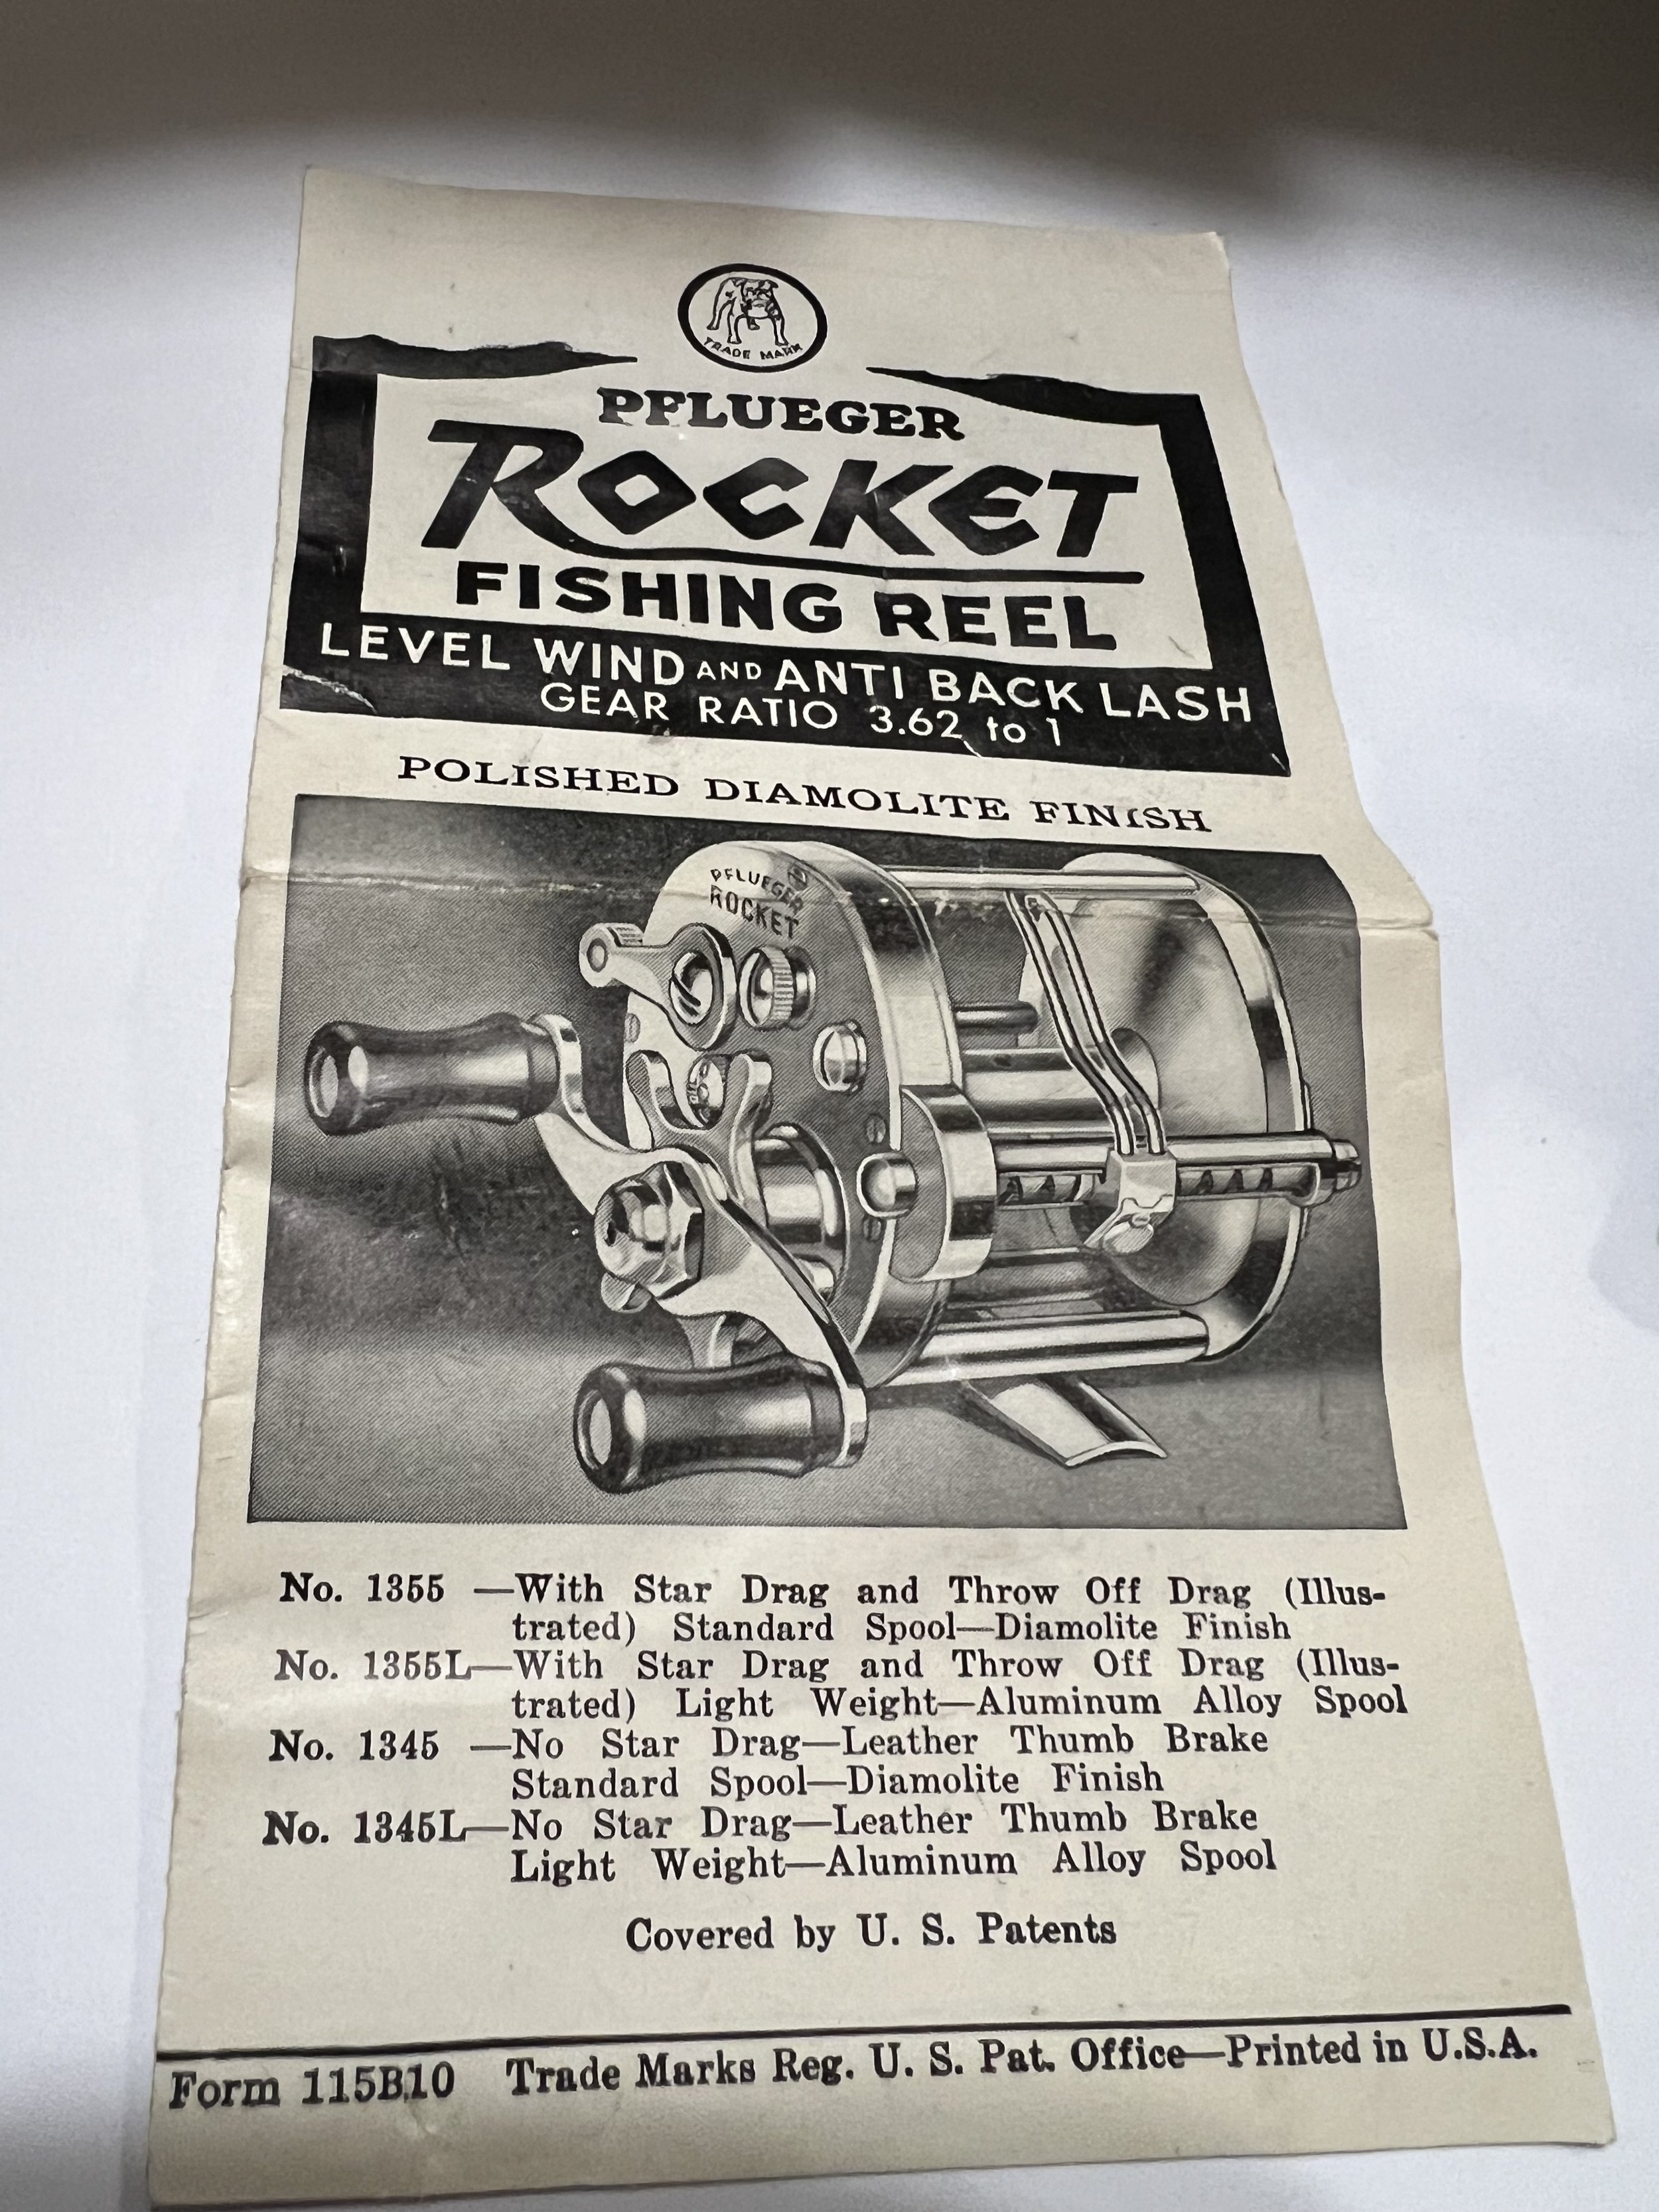 TRADE MARK
PFLUEGER
ROCKET
FISHING REEL
LEVEL WIND AND ANTI BACK LASH
GEAR RATIO 3.62 to 1
POLISHED DIAMOLITE FINISH
PFLUEGER
ROCKET
No. 1355 —With Star Drag and Throw Off Drag (Illus-
trated) Standard Spool—Diamolite Finish
No. 1355L—With Star Drag and Throw Off Drag (Illus-
trated) Light Weight—Aluminum Alloy Spool
No. 1345 —No Star Drag—Leather Thumb Brake
Standard Spool—Diamolite Finish
No. 1345L—No Star Drag—Leather Thumb Brake
Light Weight—Aluminum Alloy Spool
Covered by U. S. Patents
Form 115B10 Trade Marks Reg. U. S. Pat. Office—Printed in U.S.A.